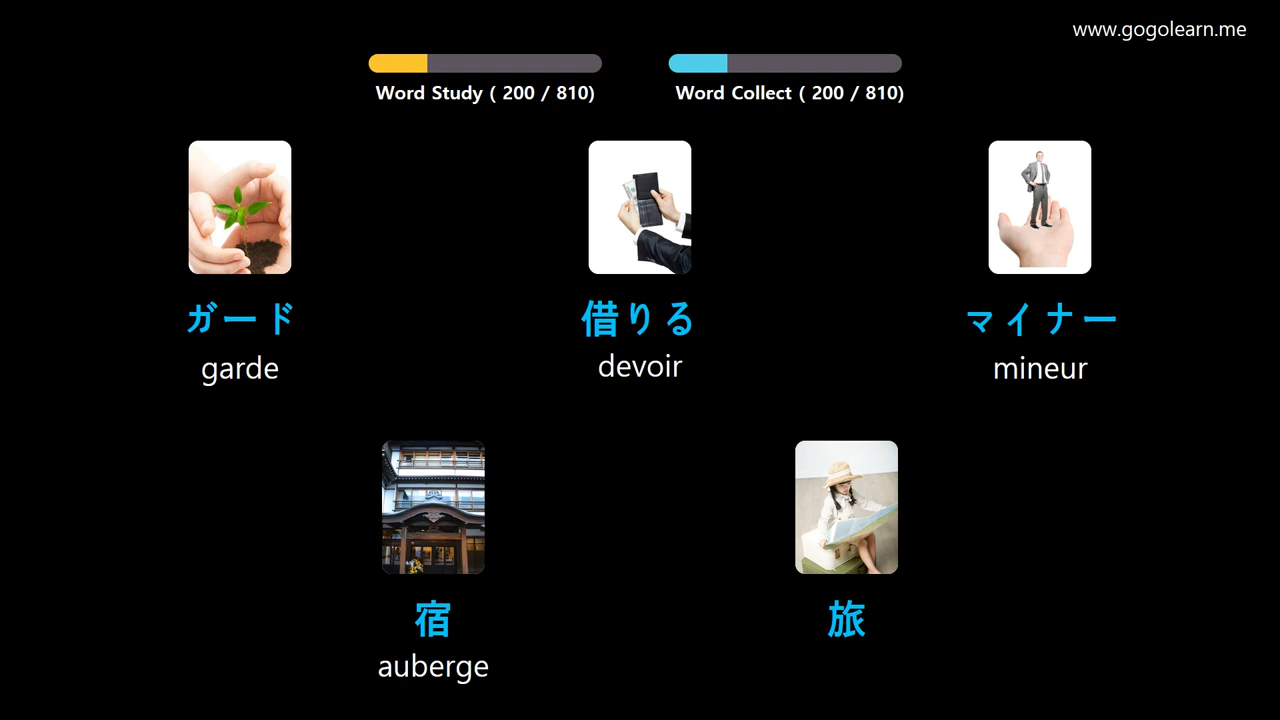 www.gogolearn.me
Word Study ( 200 / 810)
Word Collect ( 200 / 810)
ガード
garde
借りる
devoir
マイナー
mineur
宿
auberge
旅